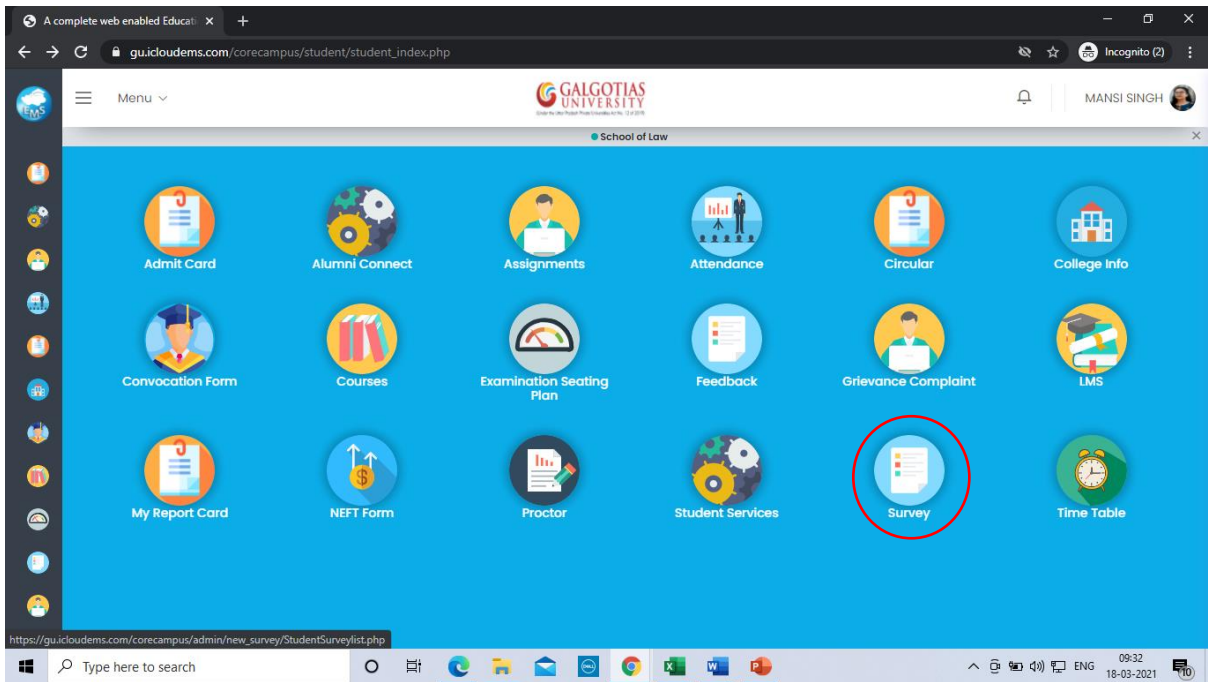 A complete web enabled Educati
gu.icloudems.com/corecampus/student/student_index.php
Incognito (2)
EMS
Menu
GALGOTIAS
UNIVERSITY
MANSI SINGH
School of Law
Admit Card
Alumni Connect
Assignments
Attendance
Circular
College Info
Convocation Form
Courses
Examination Seating
Plan
Feedback
Grievance Complaint
LMS
My Report Card
NEFT Form
Proctor
Student Services
Survey
Time Table
https://gu.icloudems.com/corecampus/admin/new_survey/StudentSurveylist.php
Type here to search
ENG
09:32
18-03-2021